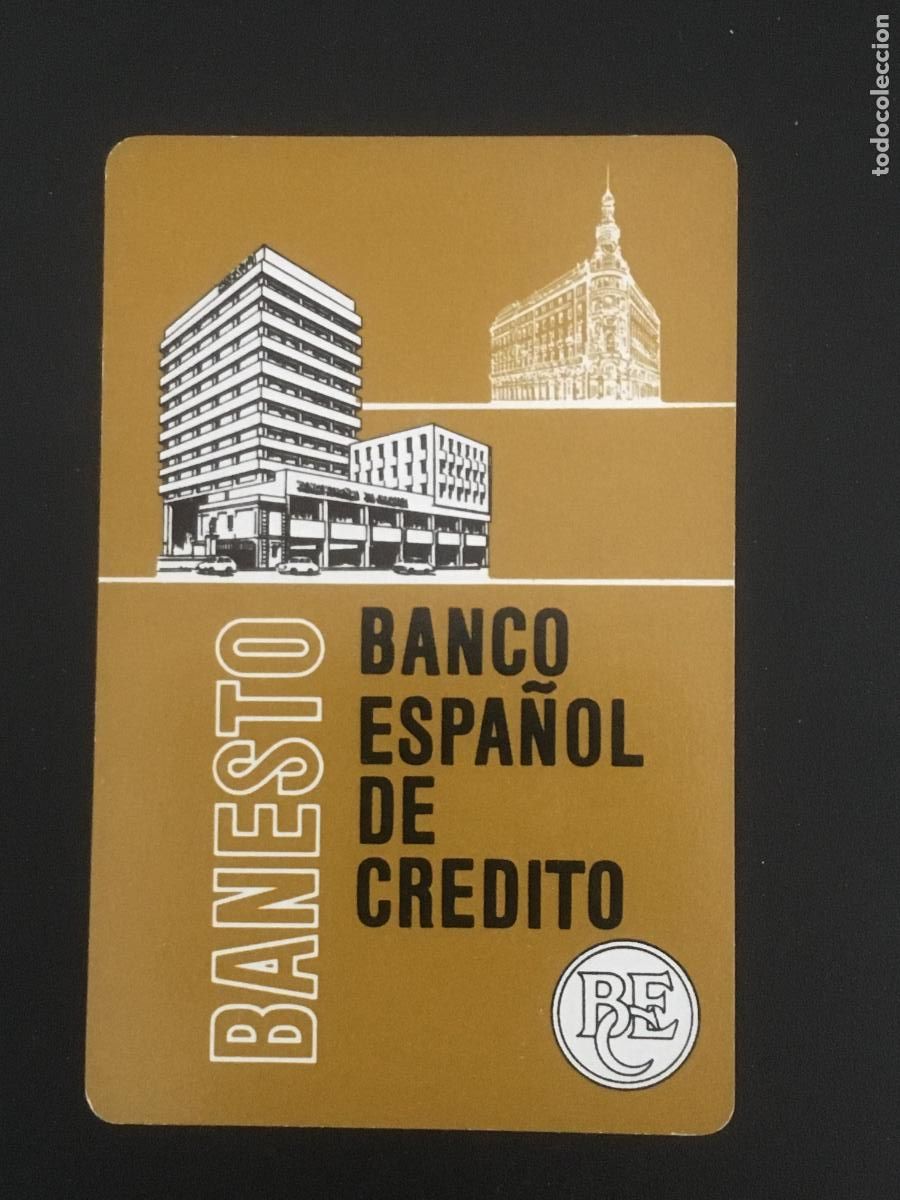 todocoleccion
BANESTO
BANCO
ESPAÑOL
DE
CREDITO
BEC